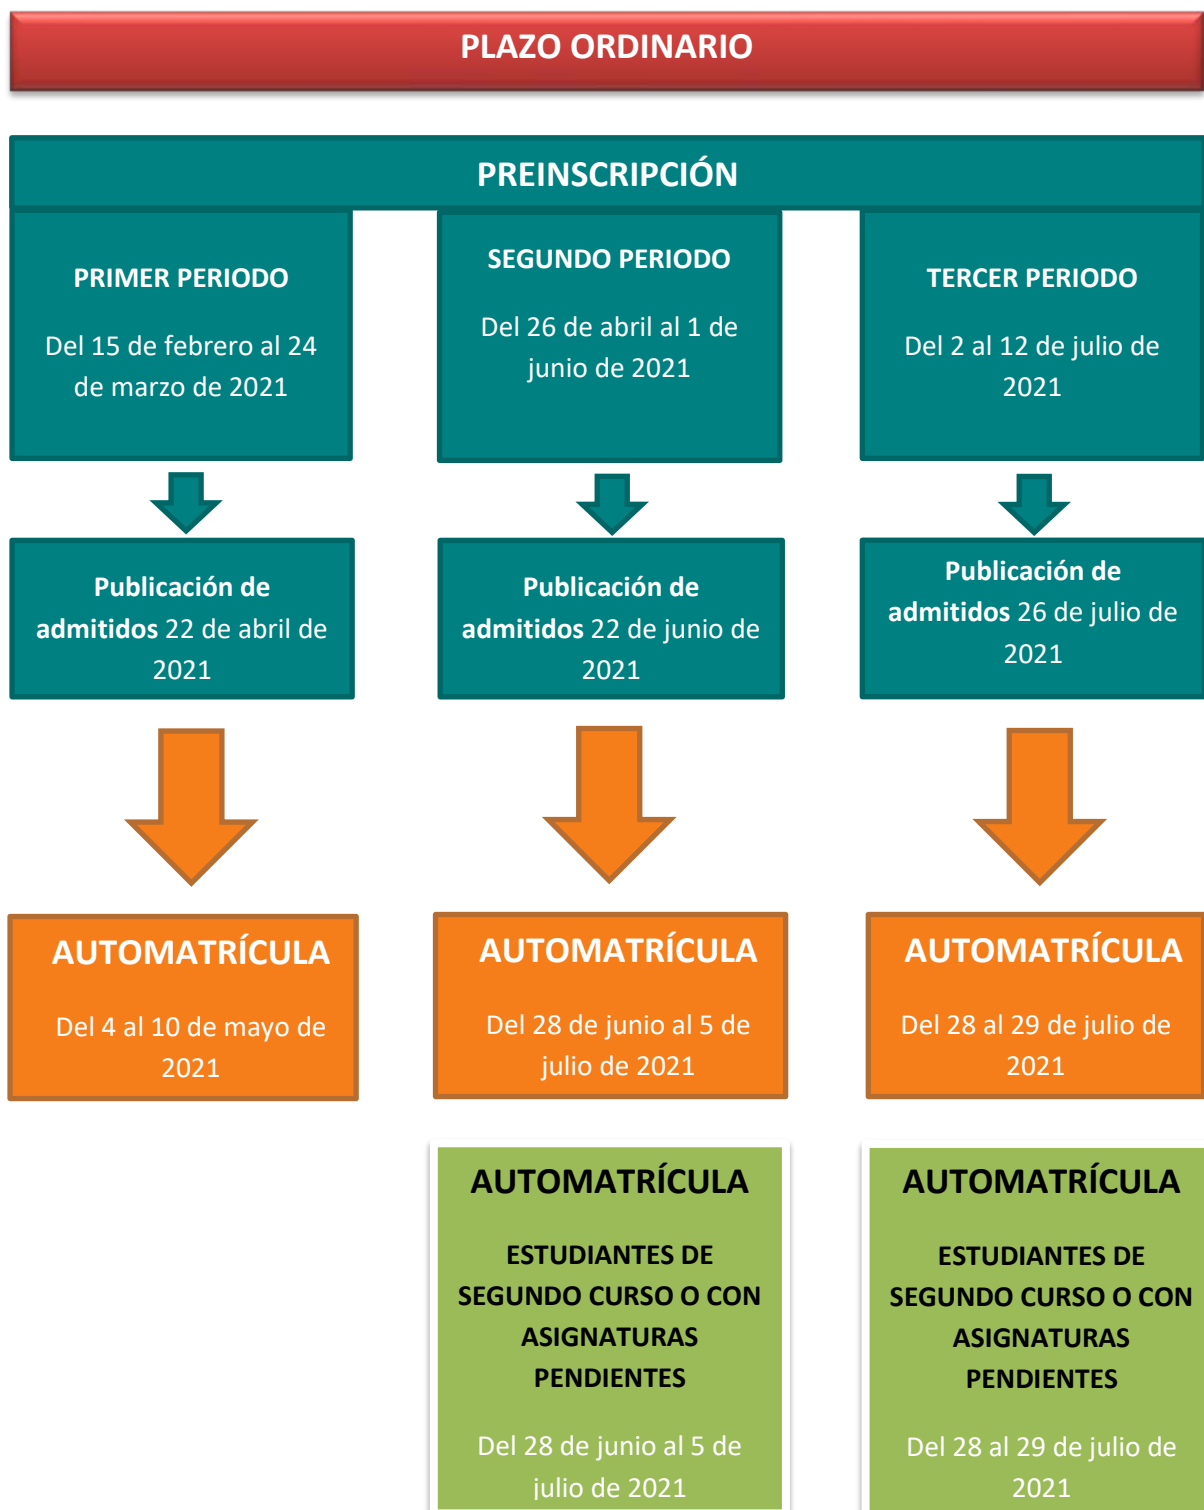 PLAZO ORDINARIO
PREINSCRIPCIÓN
PRIMER PERIODO
Del 15 de febrero al 24
de marzo de 2021
SEGUNDO PERIODO
Del 26 de abril al 1 de
junio de 2021
TERCER PERIODO
Del 2 al 12 de julio de
2021
Publicación de
admitidos 22 de abril de
2021
Publicación de
admitidos 22 de junio de
2021
Publicación de
admitidos 26 de julio de
2021
AUTOMATRÍCULA
Del 4 al 10 de mayo de
2021
AUTOMATRÍCULA
Del 28 de junio al 5 de
julio de 2021
AUTOMATRÍCULA
Del 28 al 29 de julio de
2021
AUTOMATRÍCULA
ESTUDIANTES DE
SEGUNDO CURSO O CON
ASIGNATURAS
PENDIENTES
Del 28 de junio al 5 de
julio de 2021
AUTOMATRÍCULA
ESTUDIANTES DE
SEGUNDO CURSO O CON
ASIGNATURAS
PENDIENTES
Del 28 al 29 de julio de
2021